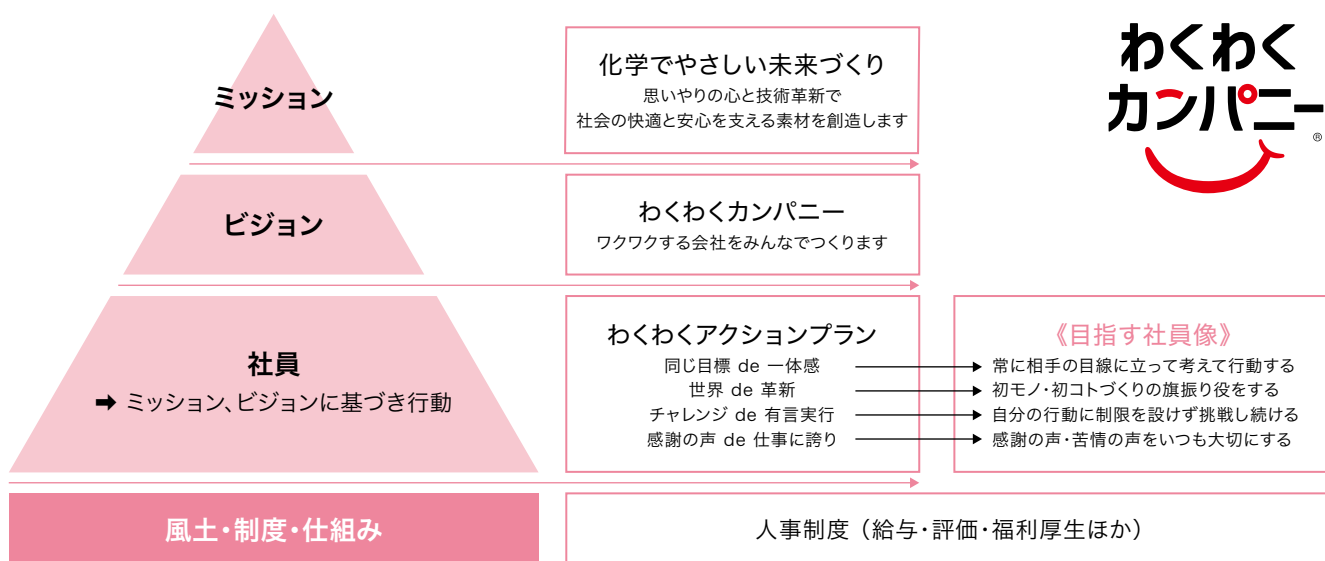 わくわく
カンパニー
®
ミッション
化学でやさしい未来づくり
思いやりの心と技術革新で
社会の快適と安心を支える素材を創造します
ビジョン
わくわくカンパニー
ワクワクする会社をみんなでつくります
社員
➡ ミッション、ビジョンに基づき行動
わくわくアクションプラン
同じ目標 de 一体感
世界 de 革新
チャレンジ de 有言実行
感謝の声 de 仕事に誇り
《目指す社員像》
常に相手の目線に立って考えて行動する
初モノ・初コトづくりの旗振り役をする
自分の行動に制限を設けず挑戦し続ける
感謝の声・苦情の声をいつも大切にする
風土・制度・仕組み
人事制度（給与・評価・福利厚生ほか）